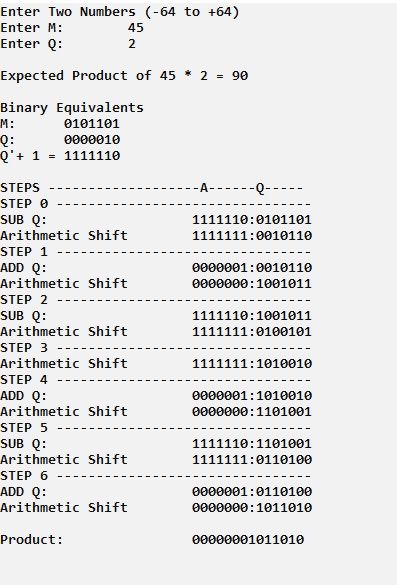 Enter Two Numbers (-64 to +64)
Enter M:        45
Enter Q:        2
Expected Product of 45 * 2 = 90
Binary Equivalents
M:      0101101
Q:      0000010
Q'+ 1 = 1111110
STEPS -------------------A------Q-----
STEP 0 --------------------------------
SUB Q:                  1111110:0101101
Arithmetic Shift        1111111:0010110
STEP 1 --------------------------------
ADD Q:                  0000001:0010110
Arithmetic Shift        0000000:1001011
STEP 2 --------------------------------
SUB Q:                  1111110:1001011
Arithmetic Shift        1111111:0100101
STEP 3 --------------------------------
Arithmetic Shift        1111111:1010010
STEP 4 --------------------------------
ADD Q:                  0000001:1010010
Arithmetic Shift        0000000:1101001
STEP 5 --------------------------------
SUB Q:                  1111110:1101001
Arithmetic Shift        1111111:0110100
STEP 6 --------------------------------
ADD Q:                  0000001:0110100
Arithmetic Shift        0000000:1011010
Product:                00000001011010